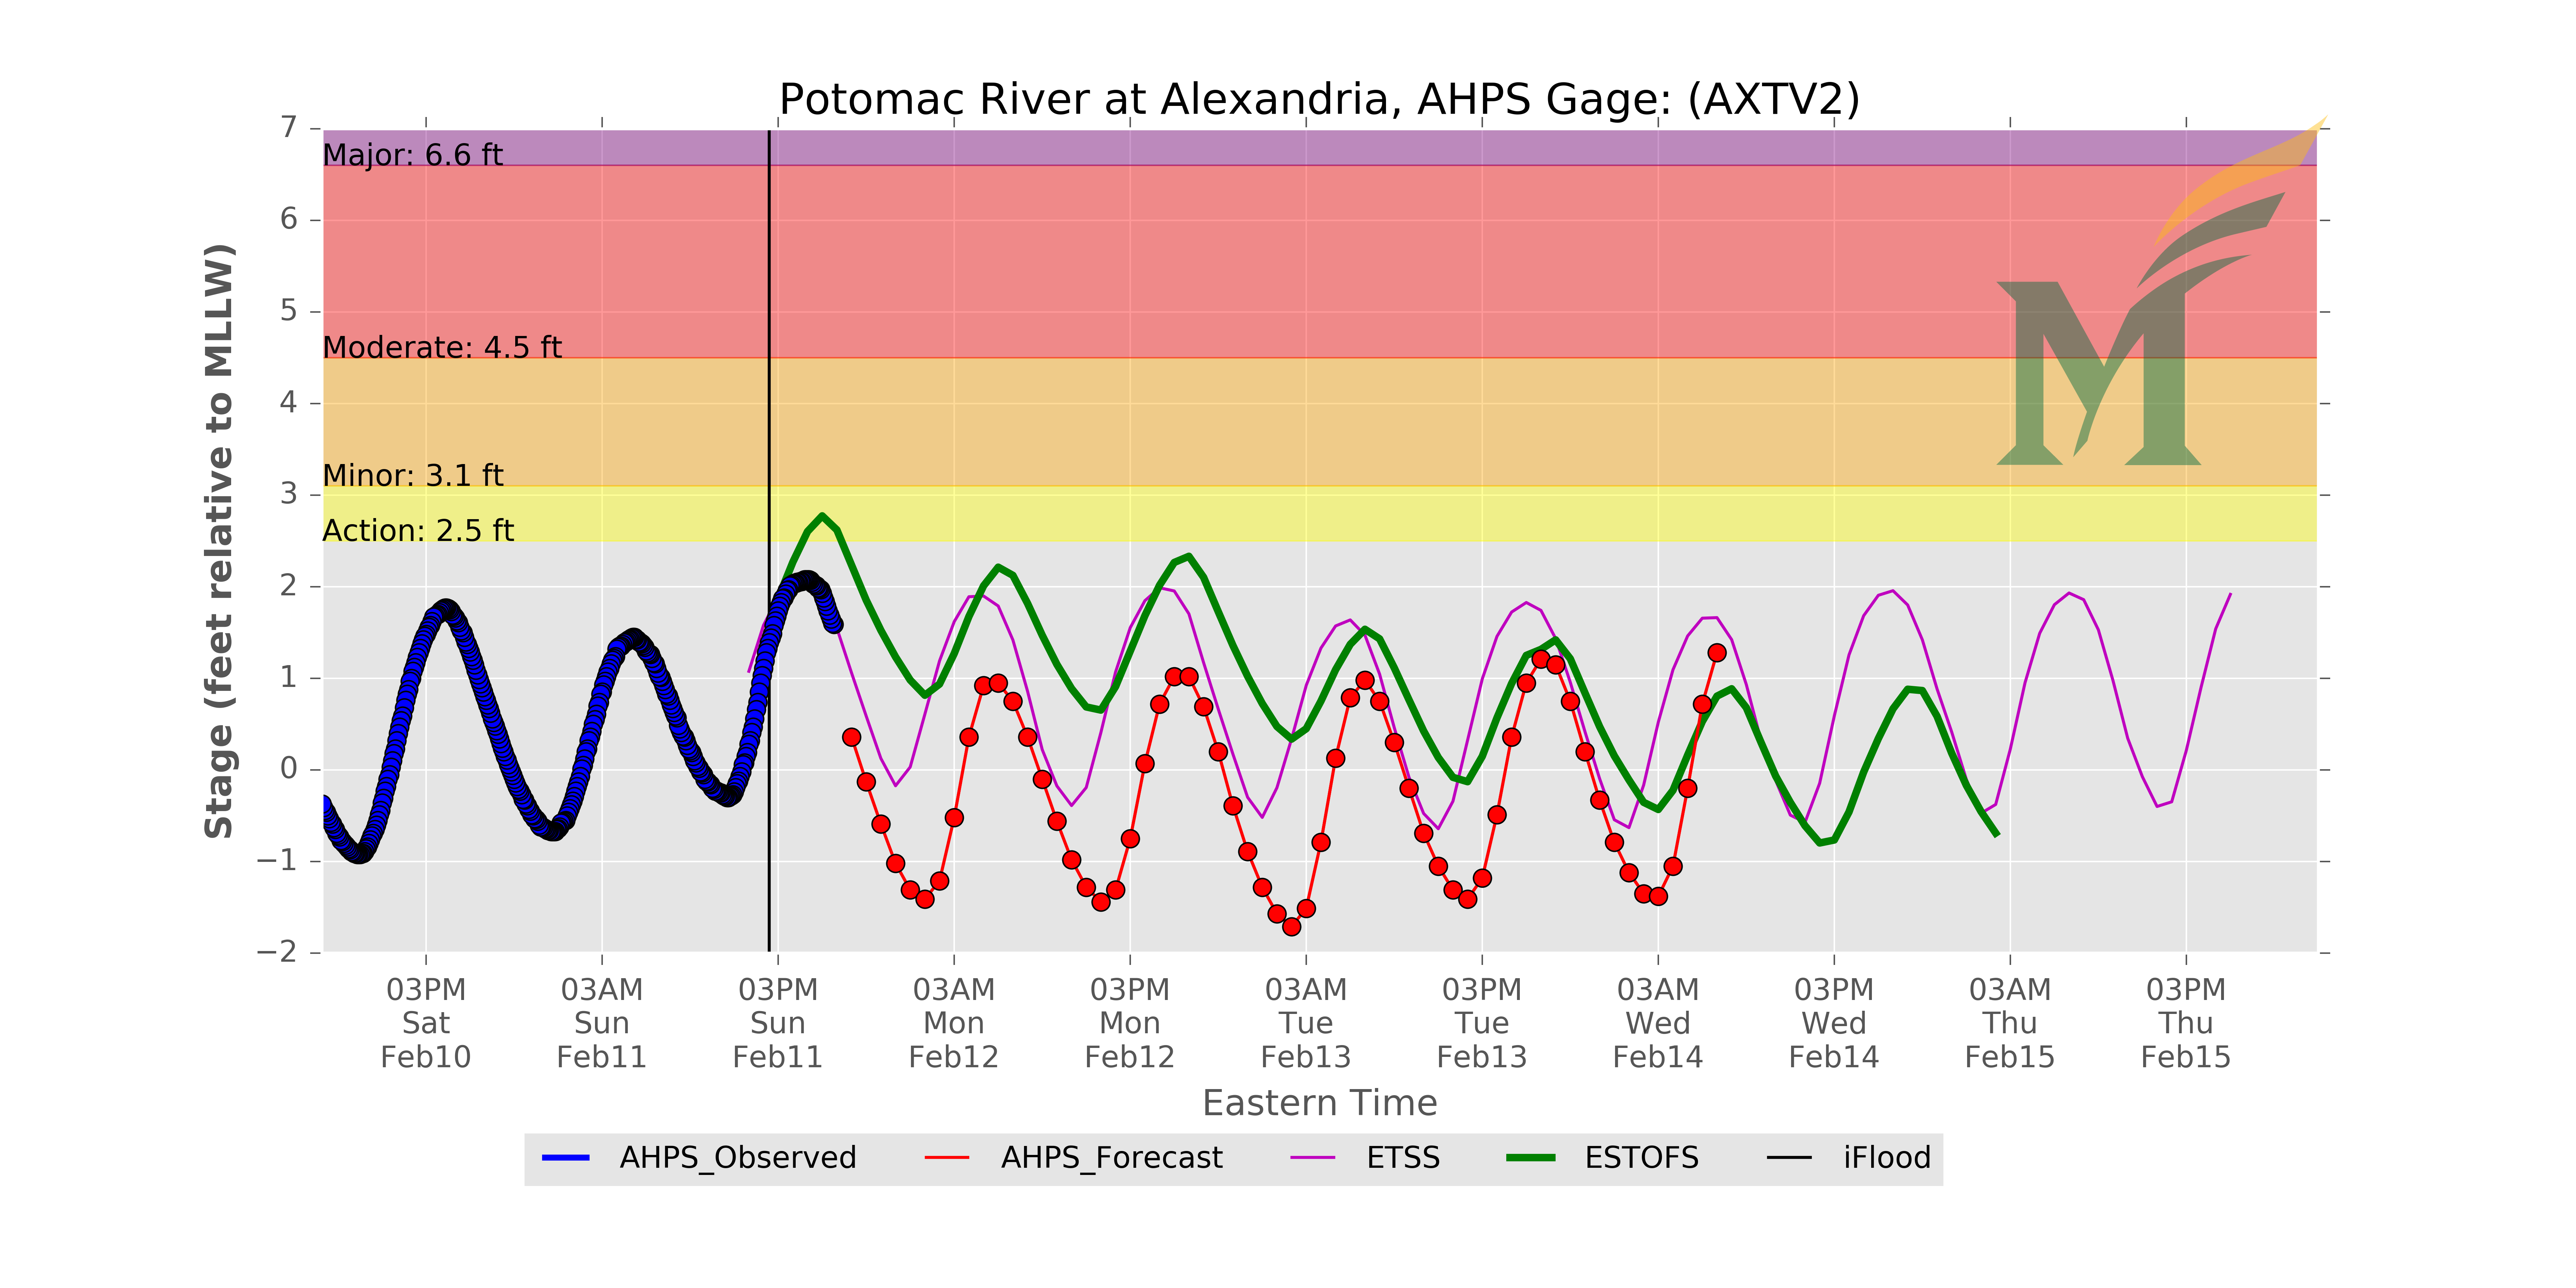 Potomac River at Alexandria, AHPS Gage: (AXTV2)
7
6
5
4
3
2
1
0
−1
−2
Stage (feet relative to MLLW)
Major: 6.6 ft
Moderate: 4.5 ft
Minor: 3.1 ft
Action: 2.5 ft
M
03PM 03AM 03PM 03AM 03PM 03AM 03PM 03AM 03PM 03AM 03PM
Sat Sun Sun Mon Mon Tue Tue Wed Wed Thu Thu
Feb10 Feb11 Feb11 Feb12 Feb12 Feb13 Feb13 Feb14 Feb14 Feb15 Feb15
Eastern Time
AHPS_Observed AHPS_Forecast ETSS ESTOFS iFlood